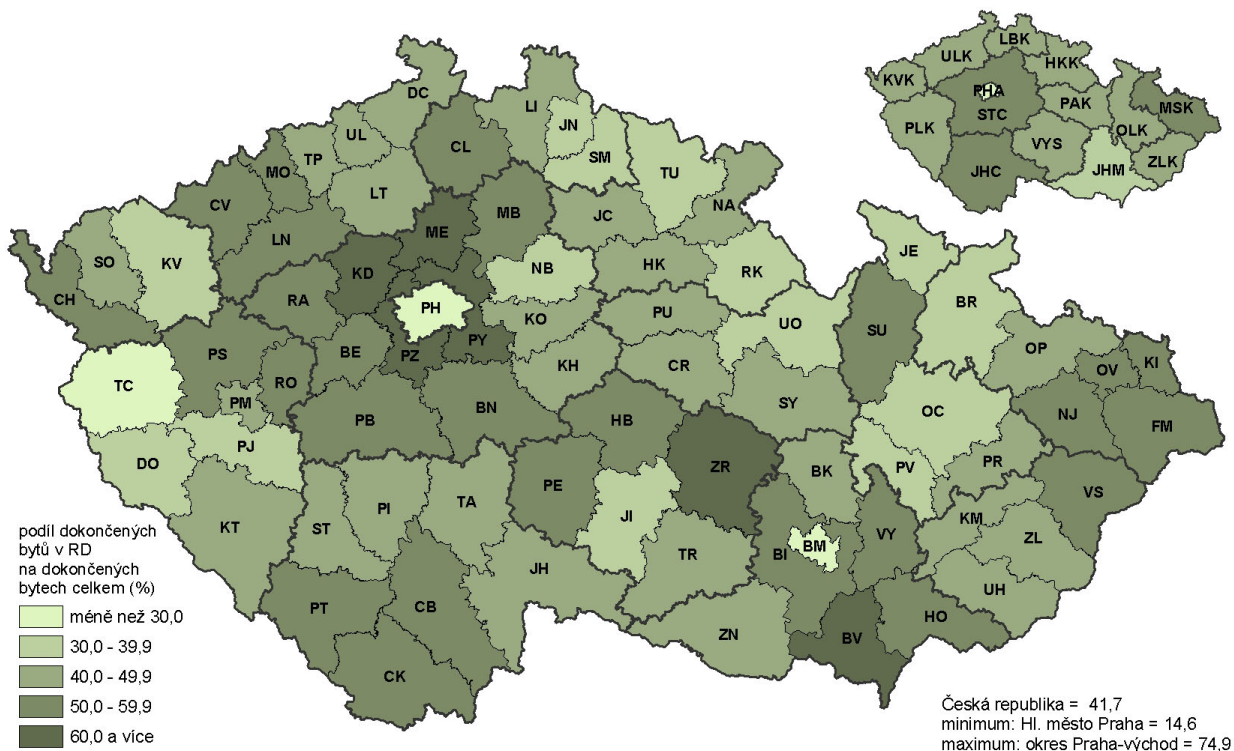 DC
LI
UL
JN
TP
CL
SM
MO
TU
LT
CV
MB
JC
NA
ME
LN
SO
KV
KD
NB
HK
RK
CH
RA
PH
KO
PU
UO
PY
BE
PZ
PS
KH
CR
TC
RO
PM
SY
PB
BN
HB
PJ
DO
ZR
PE
BK
ST
PI
TA
JI
KT
TR
BI
BM
VY
JH
PT
CB
ZN
BV
HO
CK
JE
BR
SU
OP
KI
OV
OC
NJ
FM
PV
PR
VS
KM
ZL
UH
LBK
ULK
HKK
KVK
PHA
PAK
MSK
STC
PLK
OLK
VYS
ZLK
JHC
JHM
podíl dokončených
bytů v RD
na dokončených
bytech celkem (%)
méně než 30,0
30,0 - 39,9
40,0 - 49,9
50,0 - 59,9
60,0 a více
Česká republika = 41,7
minimum: Hl. město Praha = 14,6
maximum: okres Praha-východ = 74,9